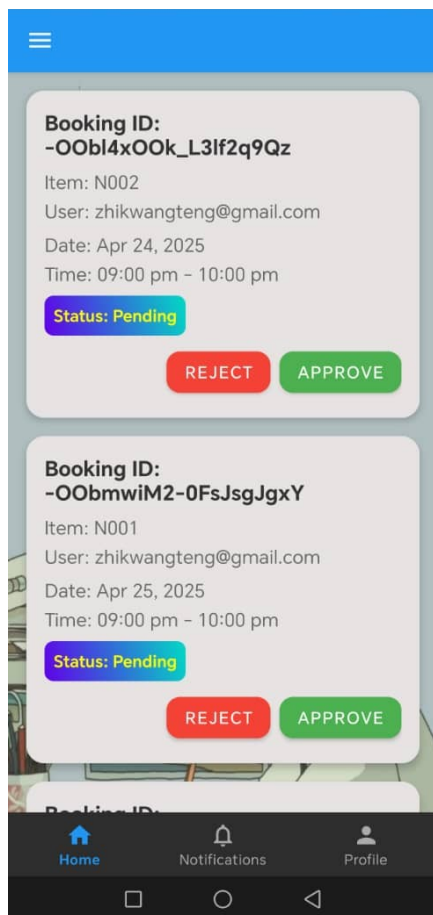 Booking ID:
-OObl4xOOk_L3lf2q9Qz
Item: N002
User: zhikwangteng@gmail.com
Date: Apr 24, 2025
Time: 09:00 pm - 10:00 pm
Status: Pending
REJECT APPROVE
Booking ID:
-OObmwiM2-0FsJsgJgxY
Item: N001
User: zhikwangteng@gmail.com
Date: Apr 25, 2025
Time: 09:00 pm - 10:00 pm
Status: Pending
REJECT APPROVE
Booking ID:
Home Notifications Profile